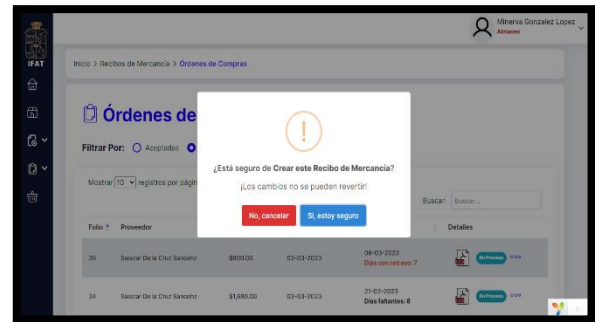 Minerva Gonzalez Lopez
Almacen
IFAT
Inicio > Recibos de Mercancía > Órdenes de Compras
Órdenes de
Filtrar Por: Aceptados
¿Está seguro de Crear este Recibo de Mercancía?
¡Los cambios no se pueden revertir!
No, cancelar
Sí, estoy seguro
Mostrar 10 registros por págin
Buscar: Buscar...
Folio Proveedor Detalles
35 Salazar De la Cruz $800.00 03-03-2023 06-03-2023 En Proceso
Días con retraso: 7
34 Salazar De la Cruz $1,680.00 03-03-2023 21-03-2023 En Proceso
Días faltantes: 8